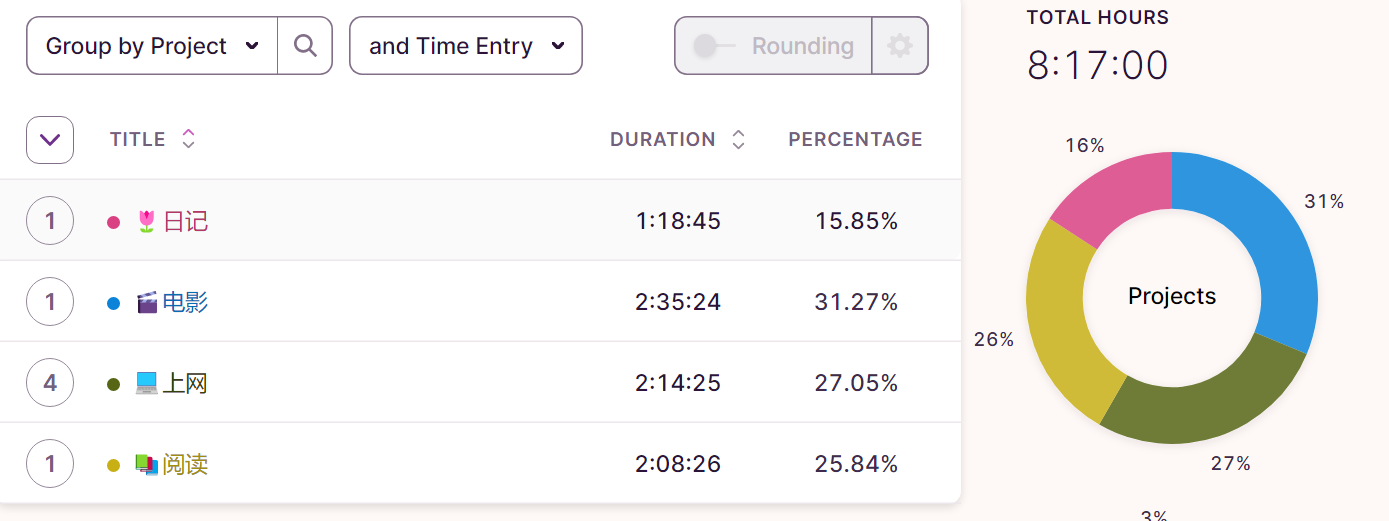 Group by Project
and Time Entry
Rounding
TITLE DURATION PERCENTAGE
1 🌷日记 1:18:45 15.85%
1 🎬电影 2:35:24 31.27%
4 💻上网 2:14:25 27.05%
1 📚阅读 2:08:26 25.84%
TOTAL HOURS
8:17:00
16%
31%
Projects
26%
27%
3%